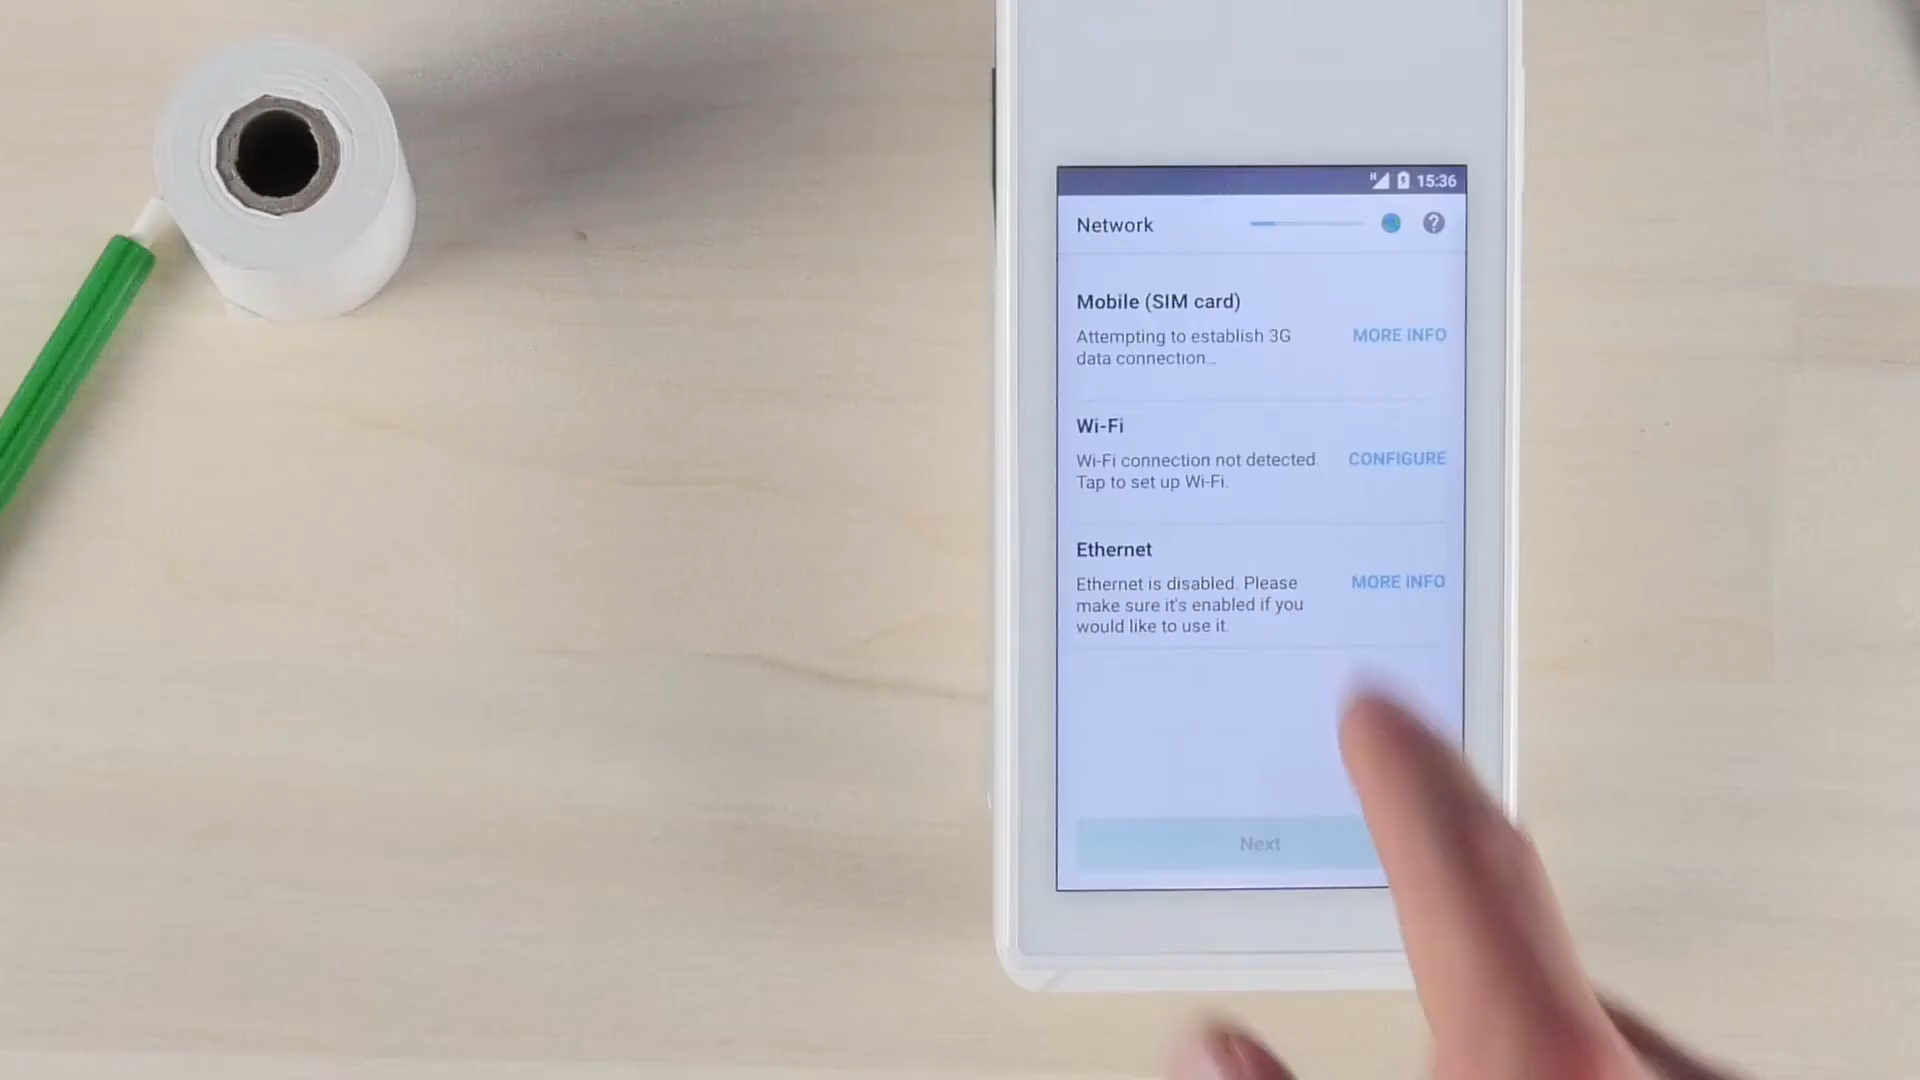 H 15:36
Network
?
Mobile (SIM card)
Attempting to establish 3G
data connection...
MORE INFO
Wi-Fi
Wi-Fi connection not detected.
Tap to set up Wi-Fi.
CONFIGURE
Ethernet
Ethernet is disabled. Please
make sure it's enabled if you
would like to use it.
MORE INFO
Next